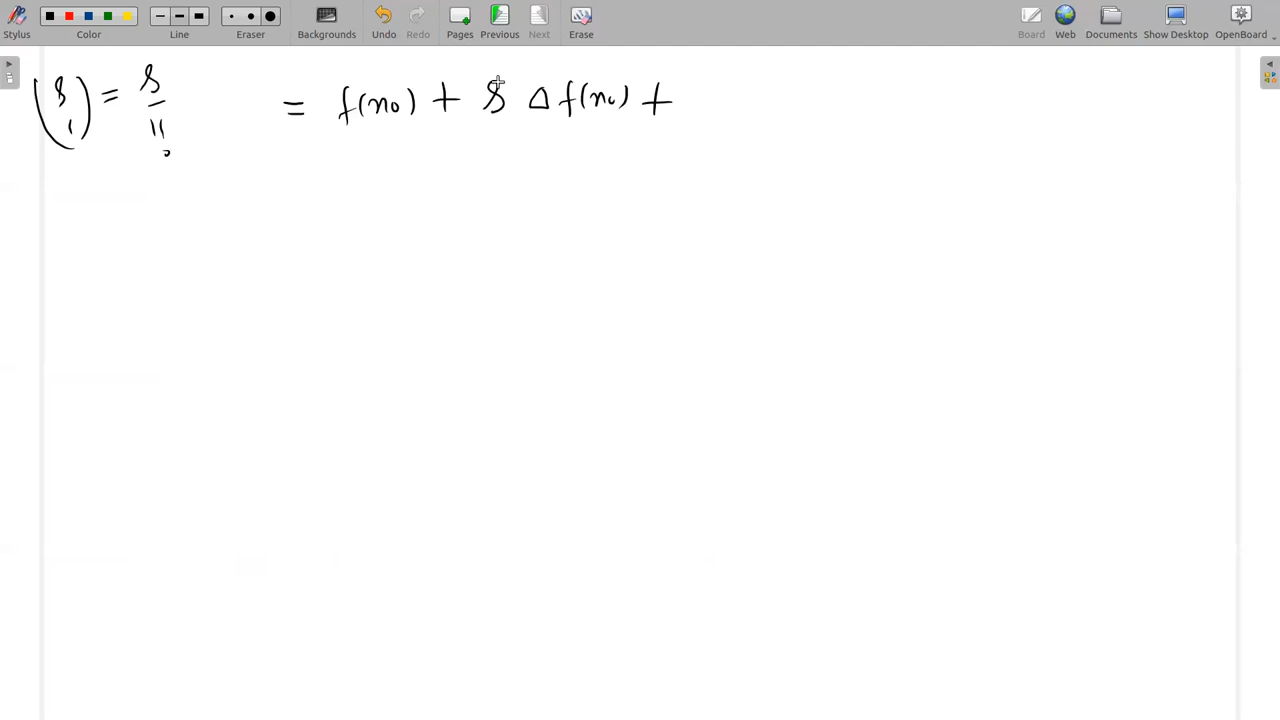 Stylus Color Line Eraser Backgrounds Undo Redo Pages Previous Next Erase Board Web Documents Show Desktop OpenBoard
(s 1) = s/1! = f(x0) + s Δ f(x0) +